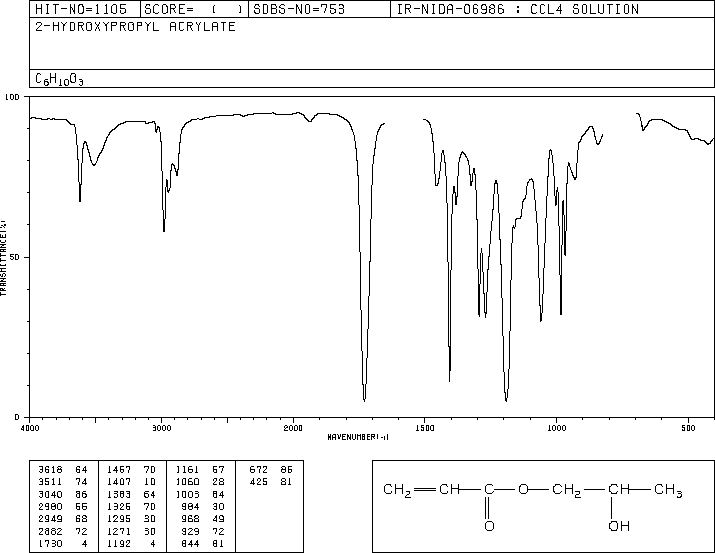 HIT-NO=1105 SCORE= ( ) SDBS-NO=753 IR-NIDA-06986 : CCL4 SOLUTION
2-HYDROXYPROPYL ACRYLATE
C6H10O3
100
50
0
TRANSMITTANCE(%)
4000 3000 2000 1500 1000 500
WAVENUMBER(-1)
3618 64 1457 70 1161 57 672 86
3511 74 1407 10 1060 28 425 81
3040 86 1383 64 1003 64
2980 55 1326 70 984 30
2949 68 1295 30 968 49
2882 72 1271 30 929 72
1730 4 1192 4 844 81
CH2 CH C O CH2 CH CH3
O OH